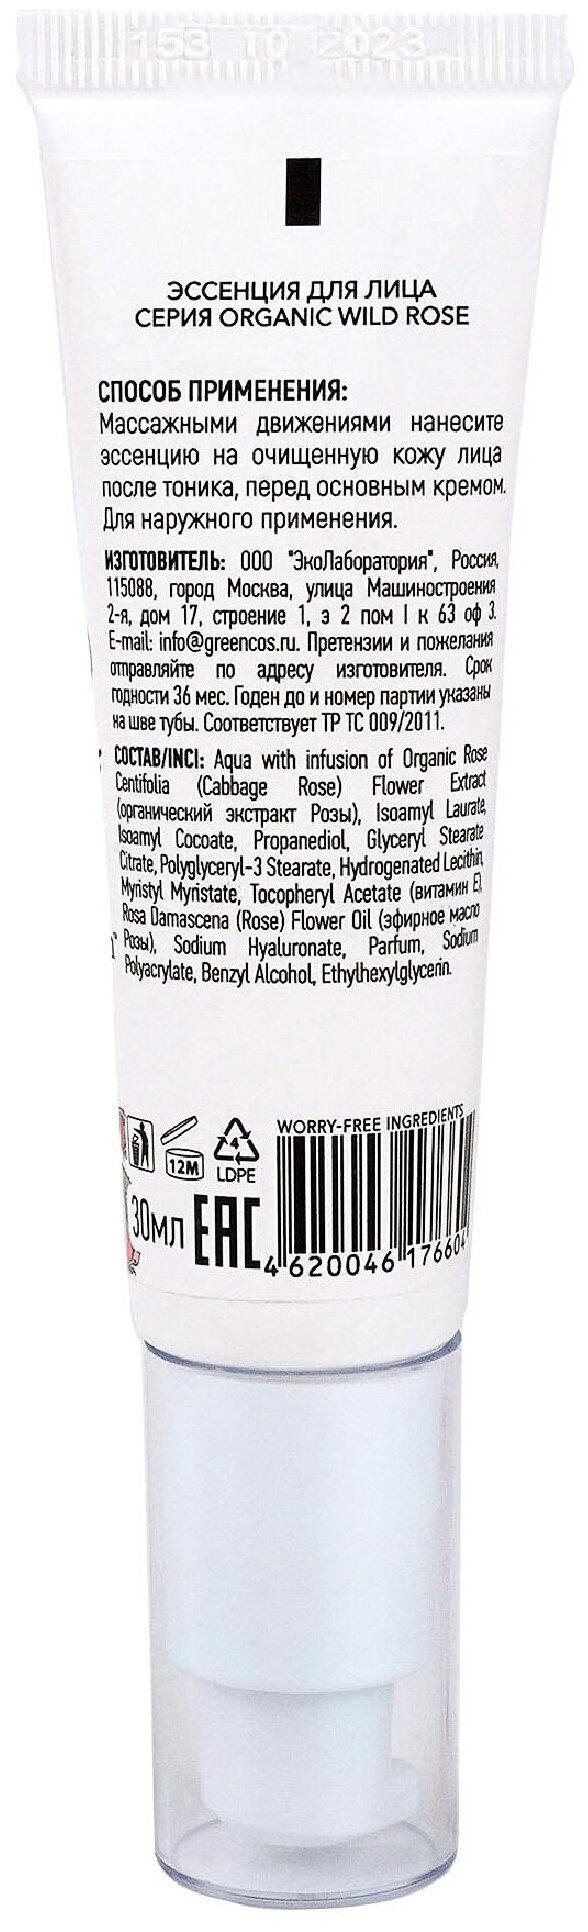 153 10 2023
ЭССЕНЦИЯ ДЛЯ ЛИЦА
СЕРИЯ ORGANIC WILD ROSE
СПОСОБ ПРИМЕНЕНИЯ:
Массажными движениями нанесите
эссенцию на очищенную кожу лица
после тоника, перед основным кремом.
Для наружного применения.
ИЗГОТОВИТЕЛЬ: ООО "ЭкоЛаборатория", Россия,
115088, город Москва, улица Машиностроения
2-я, дом 17, строение 1, э 2 пом I к 63 оф 3.
E-mail: info@greencos.ru. Претензии и пожелания
отправляйте по адресу изготовителя. Срок
годности 36 мес. Годен до и номер партии указаны
на шве тубы. Соответствует ТР ТС 009/2011.
СОСТАВ/INCI: Aqua with infusion of Organic Rose
Centifolia (Cabbage Rose) Flower Extract
(органический экстракт Розы), Isoamyl Laurate,
Isoamyl Cocoate, Propanediol, Glyceryl Stearate
Citrate, Polyglyceryl-3 Stearate, Hydrogenated Lecithin,
Myristyl Myristate, Tocopheryl Acetate (витамин Е),
Rosa Damascena (Rose) Flower Oil (эфирное масло
Розы), Sodium Hyaluronate, Parfum, Sodium
Polyacrylate, Benzyl Alcohol, Ethylhexylglycerin.
WORRY-FREE INGREDIENTS
12M
4
LDPE
30мл
EAC
4 620046 176604